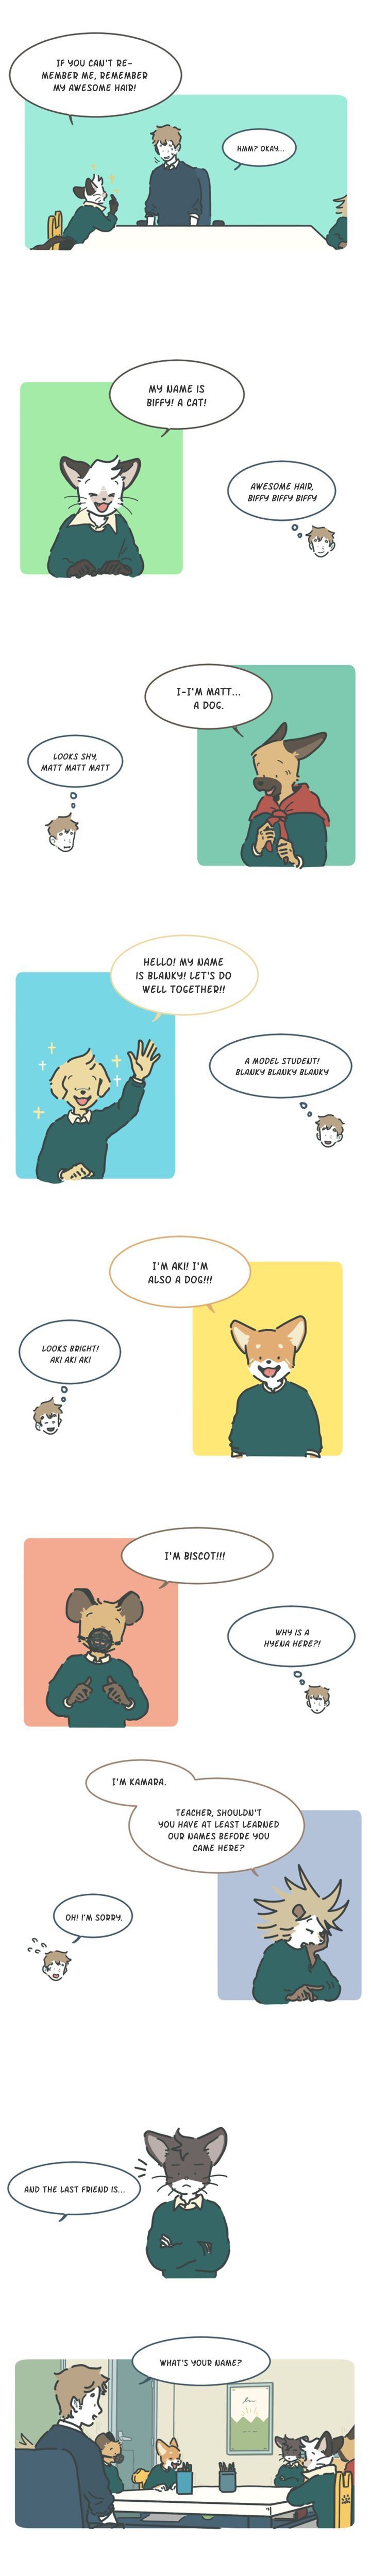 IF YOU CAN'T RE-
MEMBER ME, REMEMBER
MY AWESOME HAIR!
HMM? OKAY...
MY NAME IS
BIFFY! A CAT!
AWESOME HAIR,
BIFFY BIFFY BIFFY
I-I'M MATT...
A DOG.
LOOKS SHY,
MATT MATT MATT
HELLO! MY NAME
IS BLANKY! LET'S DO
WELL TOGETHER!!
A MODEL STUDENT!
BLANKY BLANKY BLANKY
I'M AKI! I'M
ALSO A DOG!!!
LOOKS BRIGHT!
AKI AKI AKI
I'M BISCOT!!!
WHY IS A
HYENA HERE?!
I'M KAMARA.
TEACHER, SHOULDN'T
YOU HAVE AT LEAST LEARNED
OUR NAMES BEFORE YOU
CAME HERE?
OH! I'M SORRY.
AND THE LAST FRIEND IS...
WHAT'S YOUR NAME?